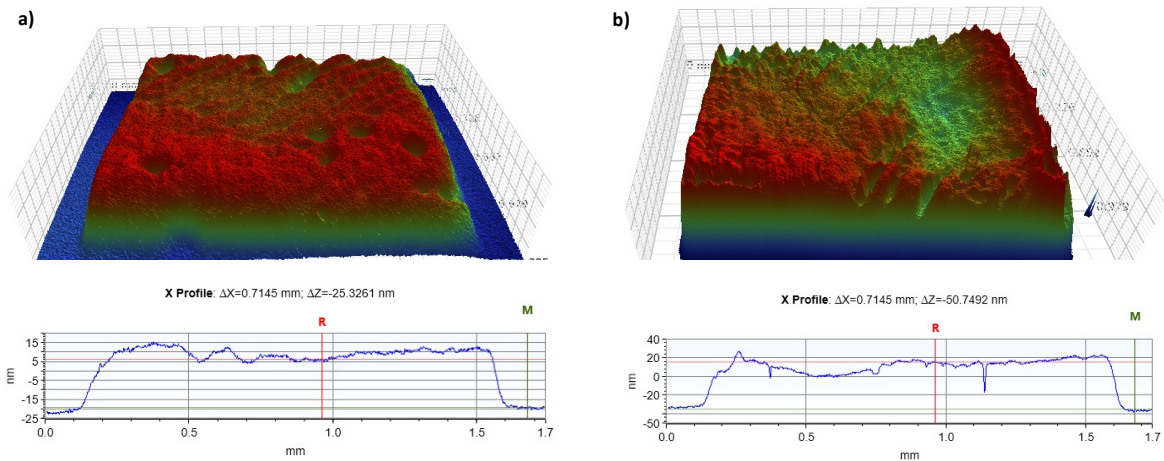 a)
b)
X Profile: ΔX=0.7145 mm; ΔZ=-25.3261 nm
R
M
15
5
-5
-15
-25
nm
0.0
0.5
1.0
1.5
1.7
mm
X Profile: ΔX=0.7145 mm; ΔZ=-50.7492 nm
R
M
40
20
0
-20
-50
nm
0.0
0.5
1.0
1.5
1.7
mm